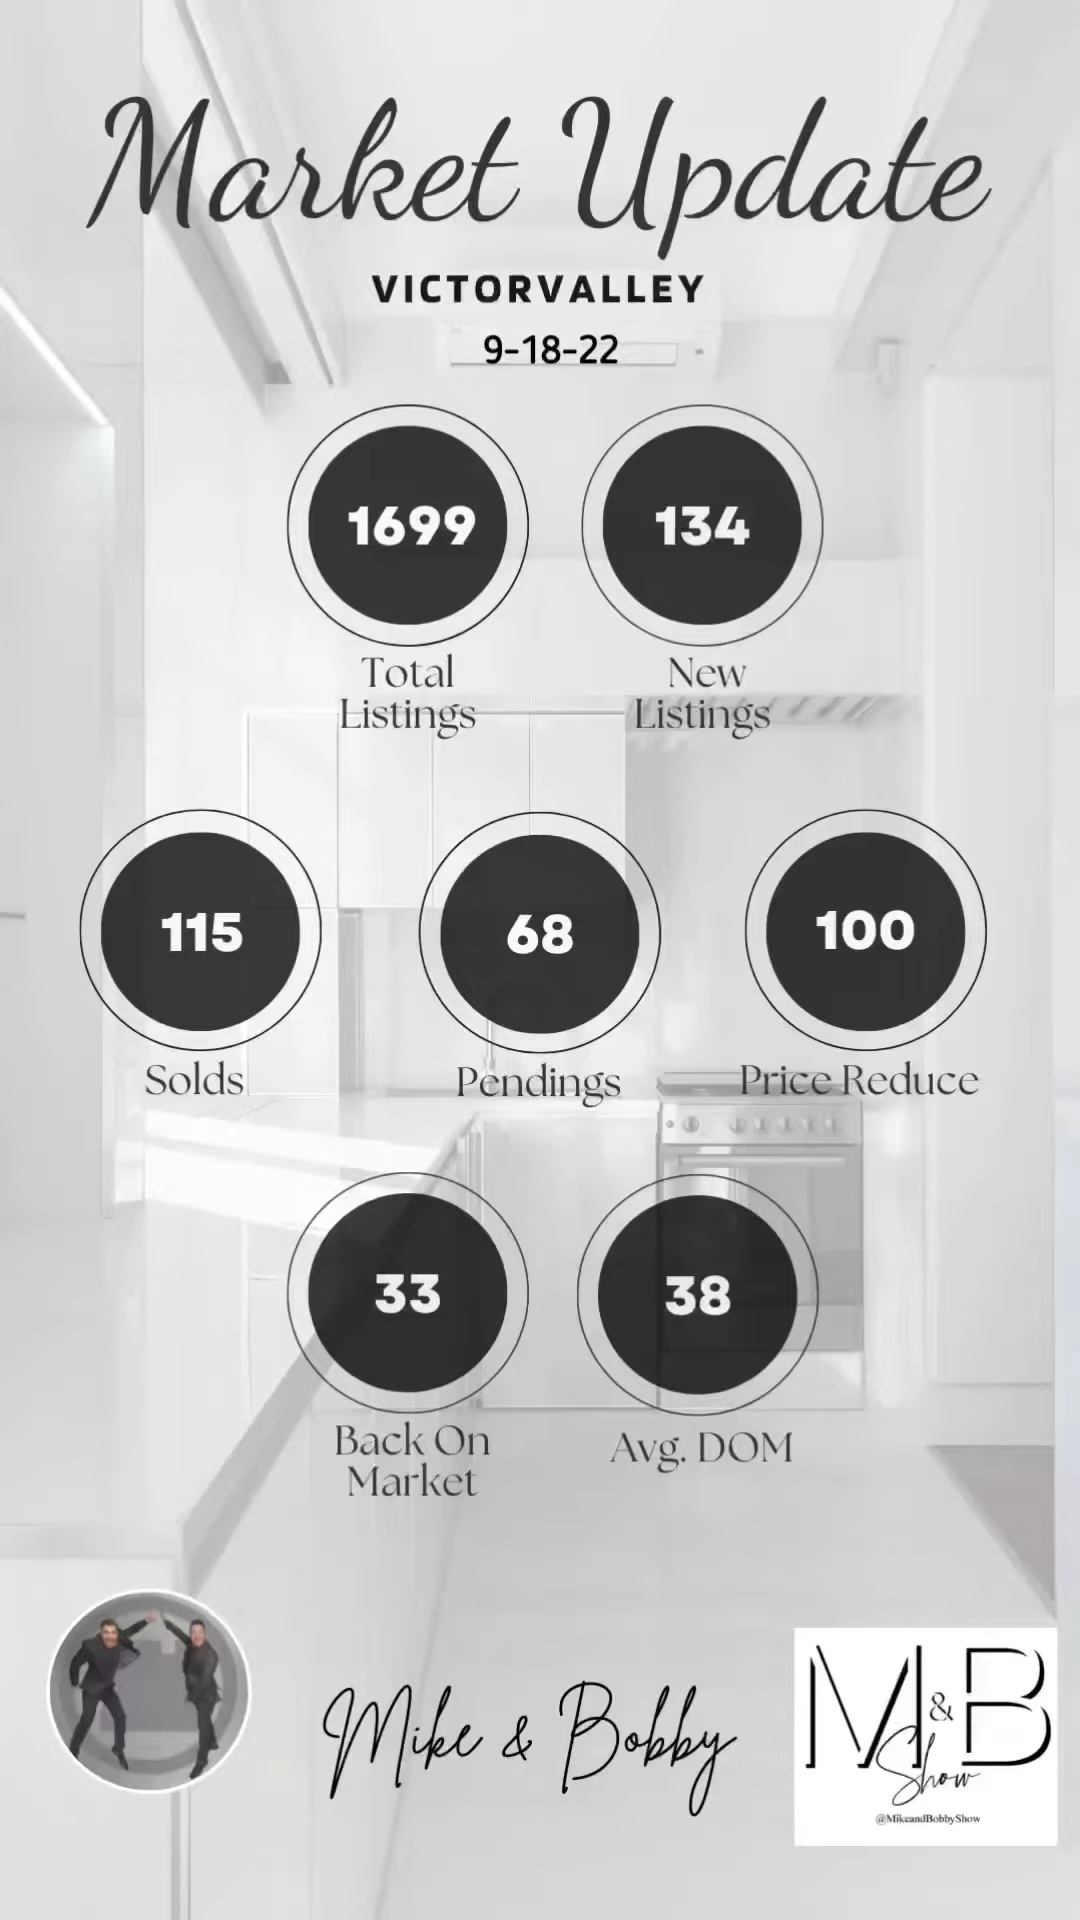 Market Update
VICTORVALLEY
9-18-22
1699
134
Total
Listings
New
Listings
115
68
100
Solds
Pendings
Price Reduce
33
38
Back On
Market
Avg. DOM
Mike & Bobby
M&B
Show
@MikeandBobbyShow